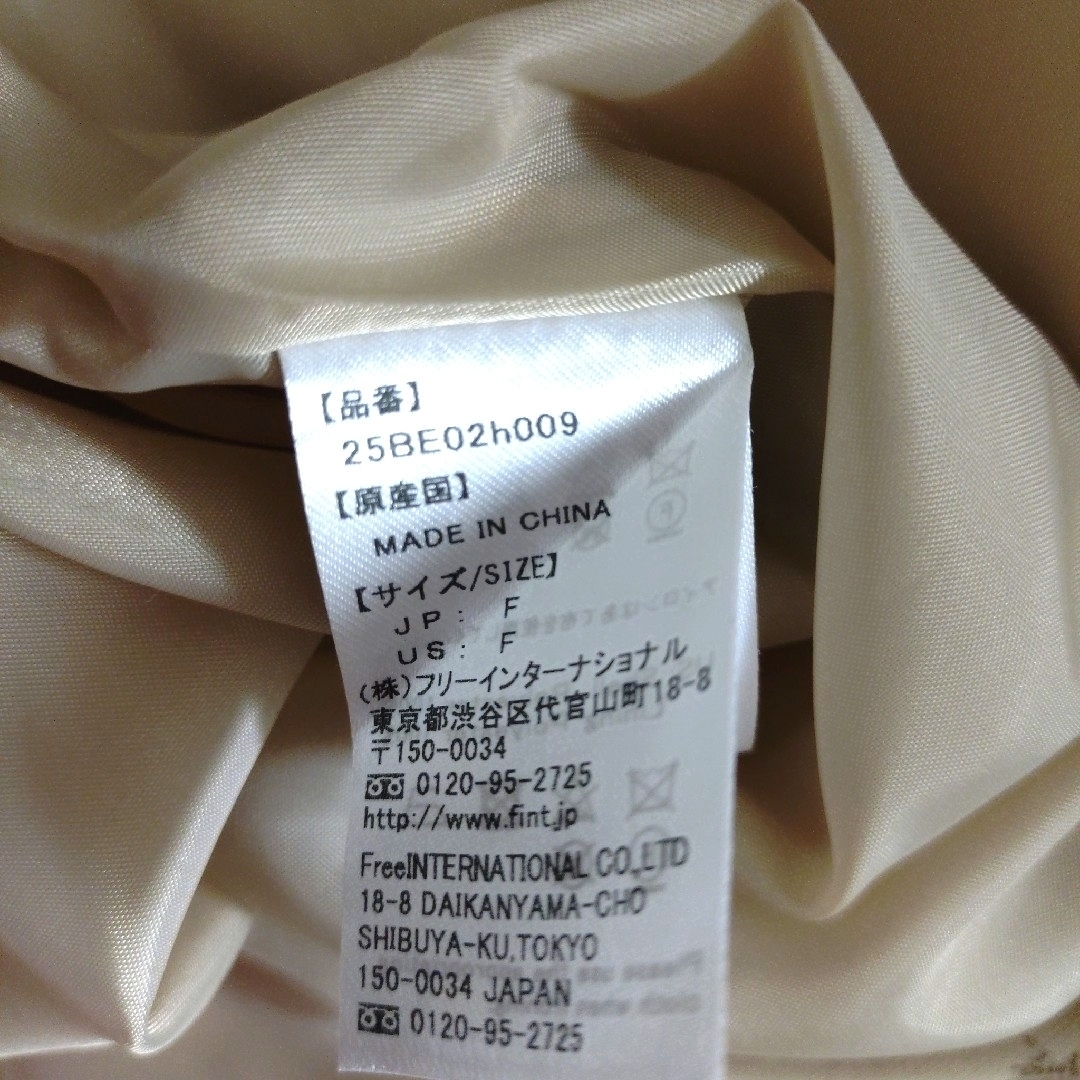 【品番】
25BE02h009
【原産国】
MADE IN CHINA
【サイズ/SIZE】
JP: F
US: F
(株)フリーインターナショナル
東京都渋谷区代官山町18-8
〒150-0034
0120-95-2725
http://www.fint.jp
FreeINTERNATIONAL CO.,LTD
18-8 DAIKANYAMA-CHO
SHIBUYA-KU,TOKYO
150-0034 JAPAN
0120-95-2725